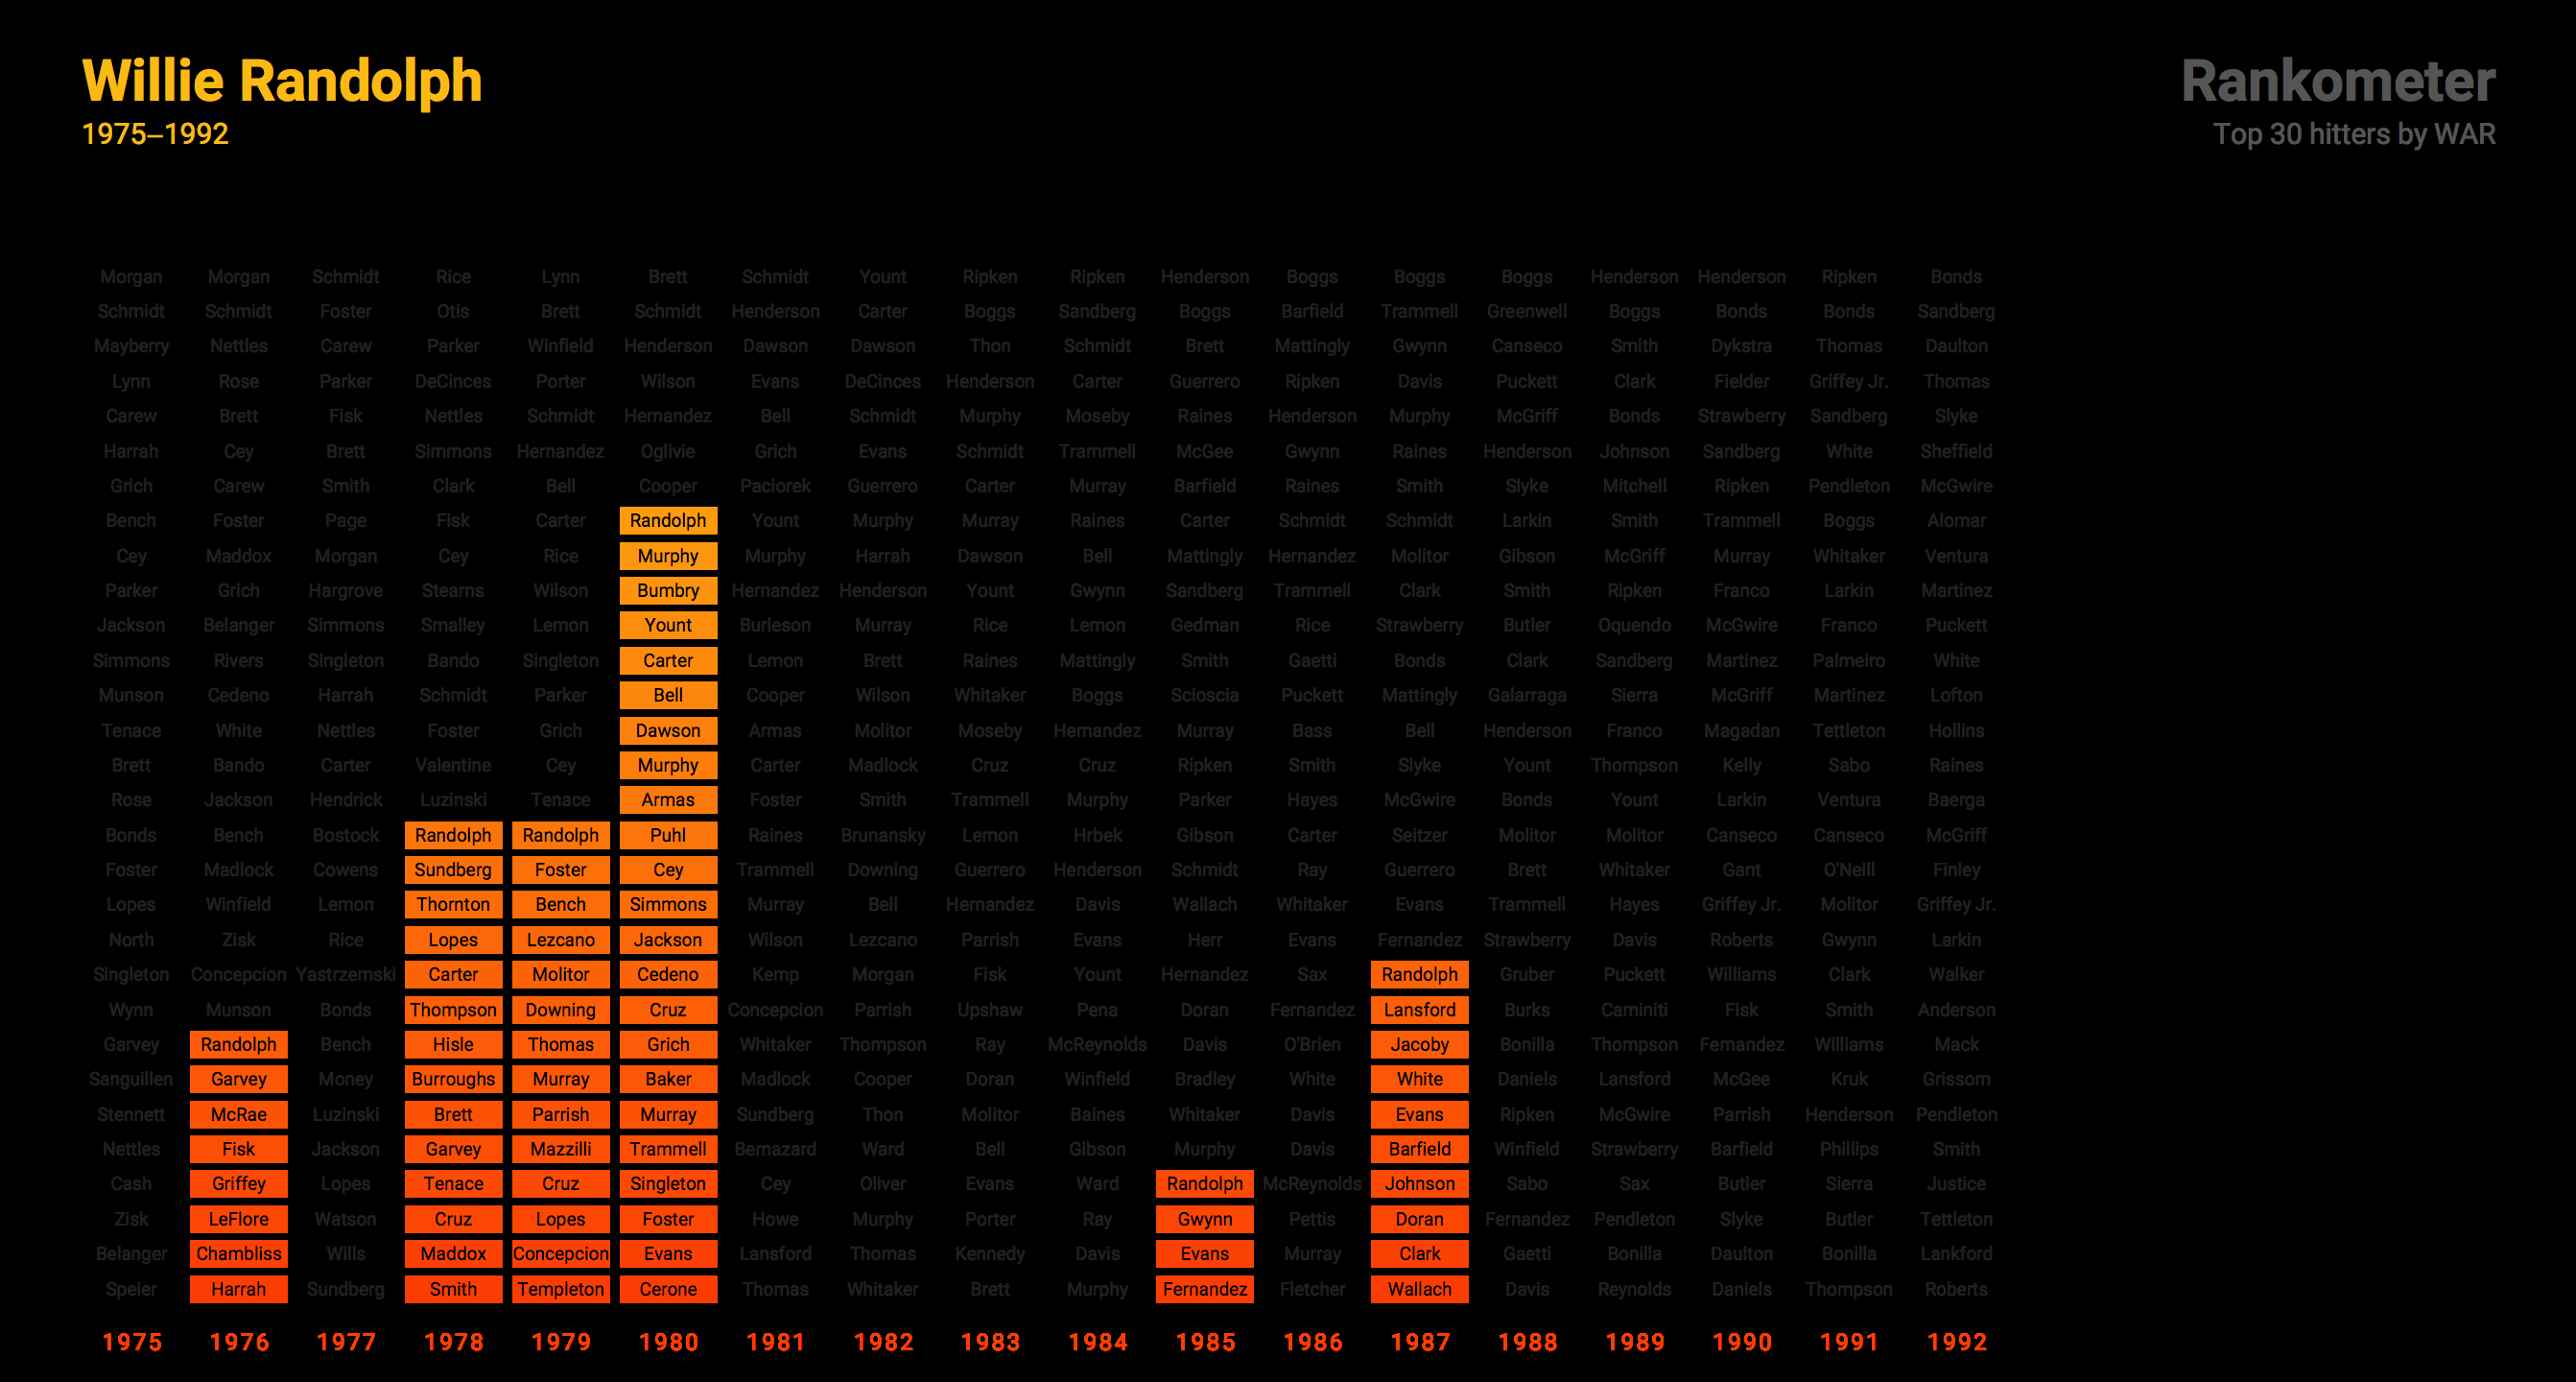 Willie Randolph
1975–1992
Rankometer
Top 30 hitters by WAR
Morgan Morgan Schmidt Rice Lynn Brett Schmidt Yount Ripken Ripken Henderson Boggs Boggs Boggs Henderson Henderson Ripken Bonds
Schmidt Schmidt Foster Otis Brett Schmidt Henderson Carter Boggs Sandberg Boggs Barfield Trammell Greenwell Boggs Bonds Bonds Sandberg
Mayberry Nettles Carew Parker Winfield Henderson Dawson Dawson Thon Schmidt Brett Mattingly Gwynn Canseco Smith Dykstra Thomas Daulton
Lynn Rose Parker DeCinces Porter Wilson Evans DeCinces Henderson Carter Guerrero Ripken Davis Puckett Clark Fielder Griffey Jr. Thomas
Carew Brett Fisk Nettles Schmidt Hernandez Bell Schmidt Murphy Moseby Raines Henderson Murphy McGriff Bonds Strawberry Sandberg Slyke
Harrah Cey Brett Simmons Hernandez Oglivie Grich Evans Schmidt Trammell McGee Gwynn Raines Henderson Johnson Sandberg White Sheffield
Grich Carew Smith Clark Bell Cooper Paciorek Guerrero Carter Murray Barfield Raines Smith Slyke Mitchell Ripken Pendleton McGwire
Bench Foster Page Fisk Carter Randolph Yount Murphy Murray Raines Carter Schmidt Schmidt Larkin Smith Trammell Boggs Alomar
Cey Maddox Morgan Cey Rice Murphy Murphy Harrah Dawson Bell Mattingly Hernandez Molitor Gibson McGriff Murray Whitaker Ventura
Parker Grich Hargrove Stearns Wilson Bumbry Hernandez Henderson Yount Gwynn Sandberg Trammell Clark Smith Ripken Franco Larkin Martinez
Jackson Belanger Simmons Smalley Lemon Yount Burleson Murray Rice Lemon Gedman Rice Strawberry Butler Oquendo McGwire Franco Puckett
Simmons Rivers Singleton Bando Singleton Carter Lemon Brett Raines Mattingly Smith Gaetti Bonds Clark Sandberg Martinez Palmeiro White
Munson Cedeno Harrah Schmidt Parker Bell Cooper Wilson Whitaker Boggs Scioscia Puckett Mattingly Galarraga Sierra McGriff Martinez Lofton
Tenace White Nettles Foster Grich Dawson Armas Molitor Moseby Hernandez Murray Bass Bell Henderson Franco Magadan Tettleton Hollins
Brett Bando Carter Valentine Cey Murphy Carter Madlock Cruz Cruz Ripken Smith Slyke Yount Thompson Kelly Sabo Raines
Rose Jackson Hendrick Luzinski Tenace Armas Foster Smith Trammell Murphy Parker Hayes McGwire Bonds Yount Larkin Ventura Baerga
Bonds Bench Bostock Randolph Randolph Puhl Raines Brunansky Lemon Hrbek Gibson Carter Seitzer Molitor Molitor Canseco Canseco McGriff
Foster Madlock Cowens Sundberg Foster Cey Trammell Downing Guerrero Henderson Schmidt Ray Guerrero Brett Whitaker Gant O'Neill Finley
Lopes Winfield Lemon Thornton Bench Simmons Murray Bell Hernandez Davis Wallach Whitaker Evans Trammell Hayes Griffey Jr. Molitor Griffey Jr.
North Zisk Rice Lopes Lezcano Jackson Wilson Lezcano Parrish Evans Herr Evans Fernandez Strawberry Davis Roberts Gwynn Larkin
Singleton Concepcion Yastrzemski Carter Molitor Cedeno Kemp Morgan Fisk Yount Hernandez Sax Randolph Gruber Puckett Williams Clark Walker
Wynn Munson Bonds Thompson Downing Cruz Concepcion Parrish Upshaw Pena Doran Fernandez Lansford Burks Caminiti Fisk Smith Anderson
Garvey Randolph Bench Hisle Thomas Grich Whitaker Thompson Ray McReynolds Davis O'Brien Jacoby Bonilla Thompson Fernandez Williams Mack
Sanguillen Garvey Money Burroughs Murray Baker Madlock Cooper Doran Winfield Bradley White White Daniels Lansford McGee Kruk Grissom
Stennett McRae Luzinski Brett Parrish Murray Sundberg Thon Molitor Baines Whitaker Davis Evans Ripken McGwire Parrish Henderson Pendleton
Nettles Fisk Jackson Garvey Mazzilli Trammell Bernazard Ward Bell Gibson Murphy Davis Barfield Winfield Strawberry Barfield Phillips Smith
Cash Griffey Lopes Tenace Cruz Singleton Cey Oliver Evans Ward Randolph McReynolds Johnson Sabo Sax Butler Sierra Justice
Zisk LeFlore Watson Cruz Lopes Foster Howe Murphy Porter Ray Gwynn Pettis Doran Fernandez Pendleton Slyke Butler Tettleton
Belanger Chambliss Wills Maddox Concepcion Evans Lansford Thomas Kennedy Davis Evans Murray Clark Gaetti Bonilla Daulton Bonilla Lankford
Speier Harrah Sundberg Smith Templeton Cerone Thomas Whitaker Brett Murphy Fernandez Fletcher Wallach Davis Reynolds Daniels Thompson Roberts
1975 1976 1977 1978 1979 1980 1981 1982 1983 1984 1985 1986 1987 1988 1989 1990 1991 1992